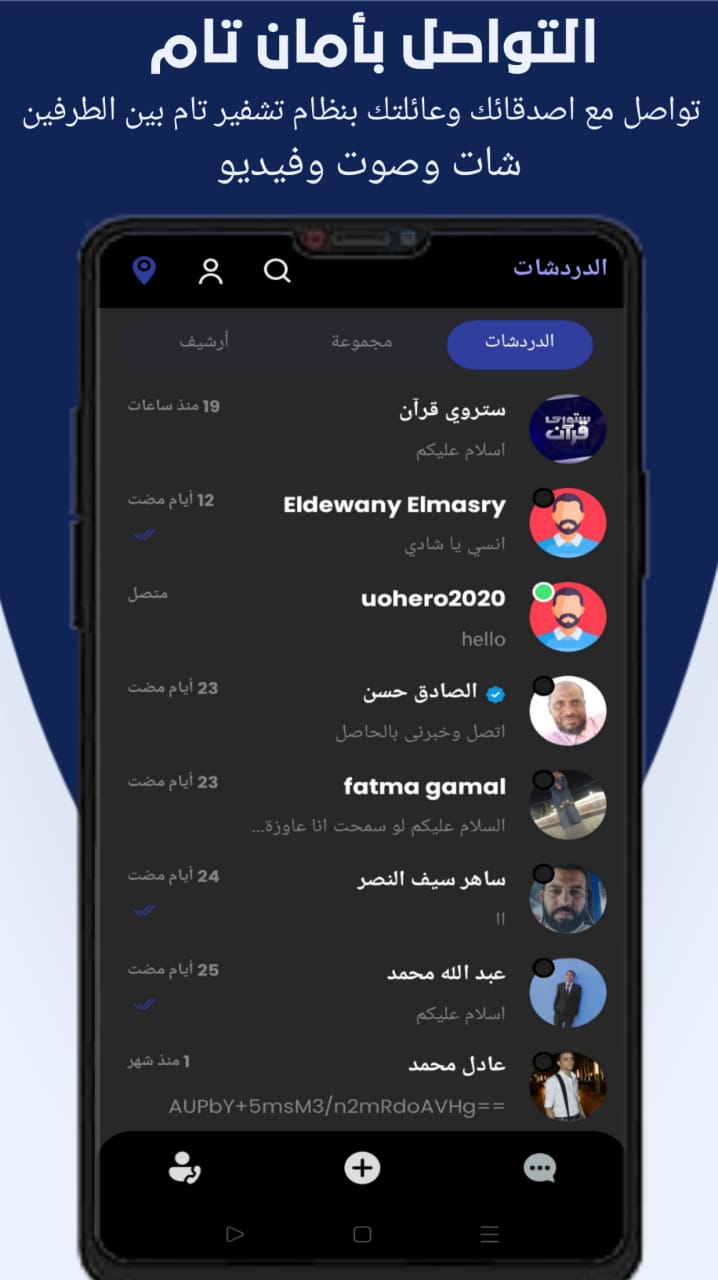 التواصل بأمان تام
تواصل مع اصدقائك وعائلتك بنظام تشفير تام بين الطرفين
شات وصوت وفيديو
الدردشات
الدردشات مجموعة أرشيف
ستوري قرآن
ستروي قرآن 19 منذ ساعات
اسلام عليكم
Eldewany Elmasry 12 أيام مضت
انسي يا شادي
uohero2020 متصل
hello
الصادق حسن 23 أيام مضت
اتصل وخبرنى بالحاصل
fatma gamal 23 أيام مضت
السلام عليكم لو سمحت انا عاوزة...
ساهر سيف النصر 24 أيام مضت
اا
عبد الله محمد 25 أيام مضت
اسلام عليكم
عادل محمد 1 منذ شهر
AUPbY+5msM3/n2mRdoAVHg==